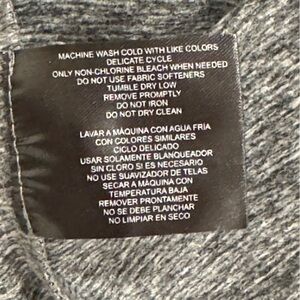 MACHINE WASH COLD WITH LIKE COLORS
DELICATE CYCLE
ONLY NON-CHLORINE BLEACH WHEN NEEDED
DO NOT USE FABRIC SOFTENERS
TUMBLE DRY LOW
REMOVE PROMPTLY
DO NOT IRON
DO NOT DRY CLEAN
LAVAR A MÁQUINA CON AGUA FRÍA
CON COLORES SIMILARES
CICLO DELICADO
USAR SOLAMENTE BLANQUEADOR
SIN CLORO SI ES NECESARIO
NO USE SUAVIZADOR DE TELAS
SECAR A MÁQUINA CON
TEMPERATURA BAJA
REMOVER PRONTAMENTE
NO SE DEBE PLANCHAR
NO LIMPIAR EN SECO